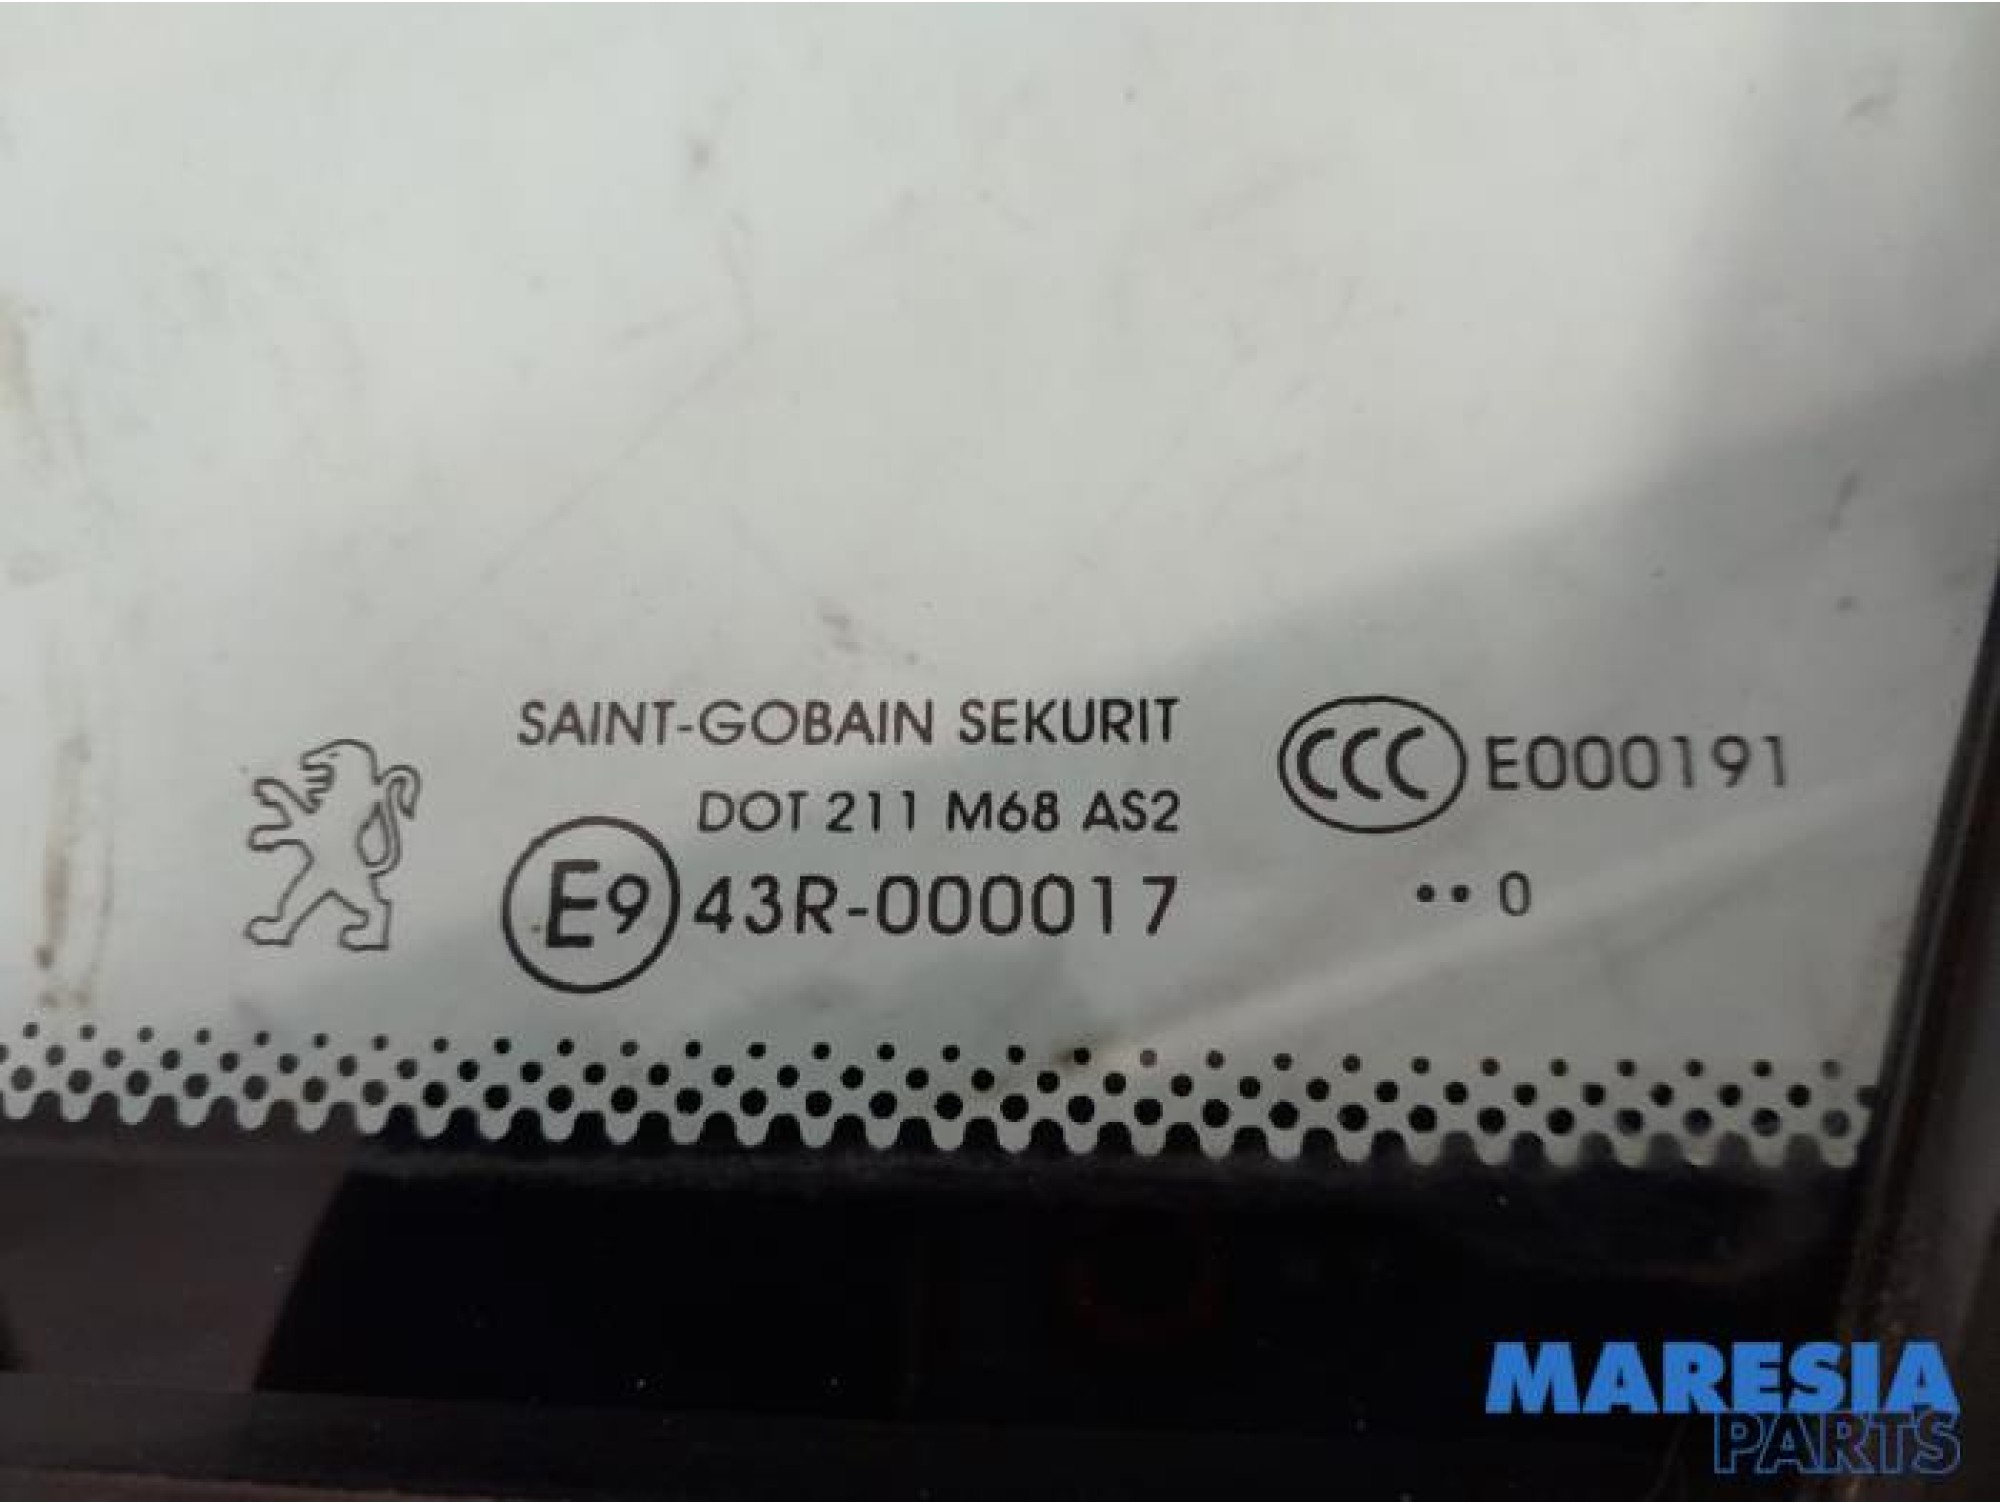 SAINT-GOBAIN SEKURIT
DOT 211 M68 AS2
E9 43R-000017
CCC E000191
•• 0
MARESIA
PARTS